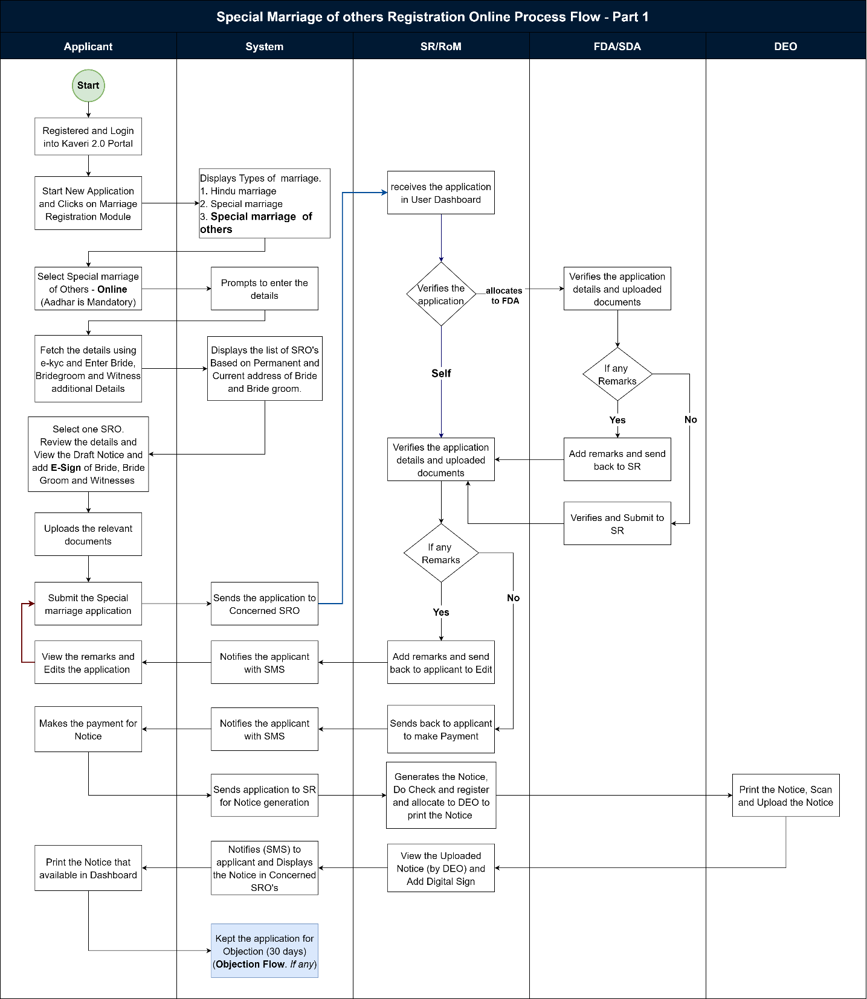 Special Marriage of others Registration Online Process Flow - Part 1
Applicant
System
SR/RoM
FDA/SDA
DEO
Start
Registered and Login
into Kaveri 2.0 Portal
Start New Application
and Clicks on Marriage
Registration Module
Displays Types of marriage.
1. Hindu marriage
2. Special marriage
3. Special marriage of
others
receives the application
in User Dashboard
Select Special marriage
of Others - Online
(Aadhar is Mandatory)
Prompts to enter the
details
Verifies the
application
allocates
to FDA
Verifies the application
details and uploaded
documents
Fetch the details using
e-kyc and Enter Bride,
Bridegroom and Witness
additional Details
Displays the list of SRO's
Based on Permanent and
Current address of Bride
and Bride groom.
Self
If any
Remarks
Yes
No
Select one SRO.
Review the details and
View the Draft Notice and
add E-Sign of Bride, Bride
Groom and Witnesses
Verifies the application
details and uploaded
documents
Add remarks and send
back to SR
Uploads the relevant
documents
Verifies and Submit to
SR
If any
Remarks
Yes
No
Submit the Special
marriage application
Sends the application to
Concerned SRO
View the remarks and
Edits the application
Notifies the applicant
with SMS
Add remarks and send
back to applicant to Edit
Makes the payment for
Notice
Notifies the applicant
with SMS
Sends back to applicant
to make Payment
Sends application to SR
for Notice generation
Generates the Notice,
Do Check and register
and allocate to DEO to
print the Notice
Print the Notice, Scan
and Upload the Notice
Print the Notice that
available in Dashboard
Notifies (SMS) to
applicant and Displays
the Notice in Concerned
SRO's
View the Uploaded
Notice (by DEO) and
Add Digital Sign
Kept the application for
Objection (30 days)
(Objection Flow. If any)